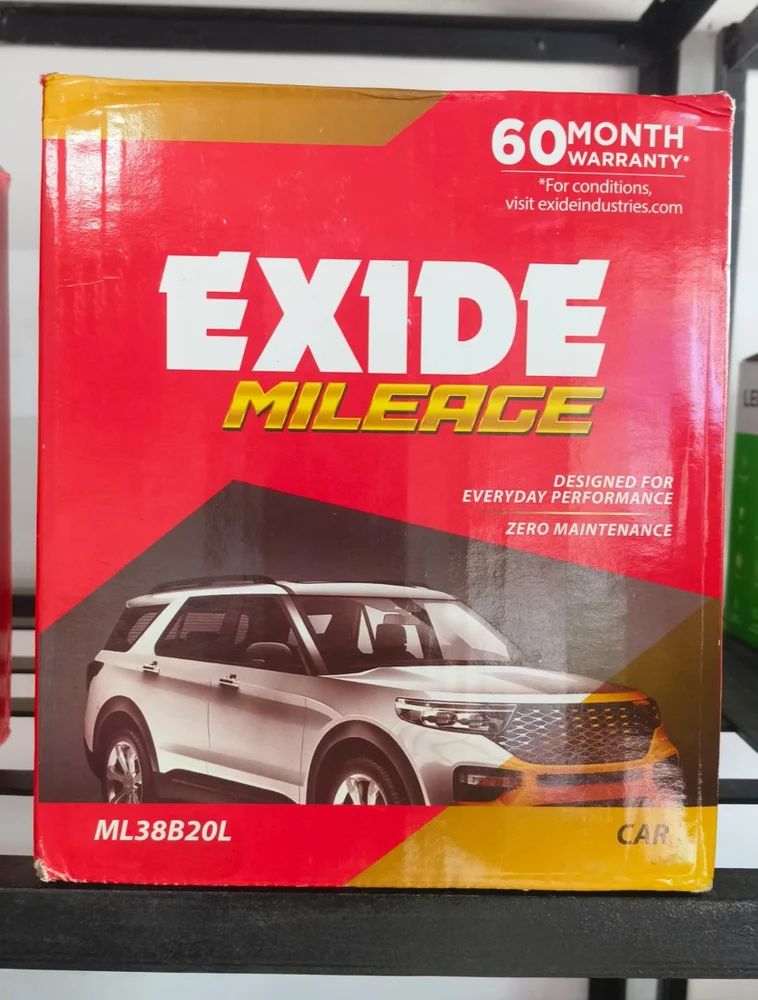 60 MONTH
WARRANTY*
*For conditions,
visit exideindustries.com
EXIDE
MILEAGE
DESIGNED FOR
EVERYDAY PERFORMANCE
ZERO MAINTENANCE
ML38B20L
CAR